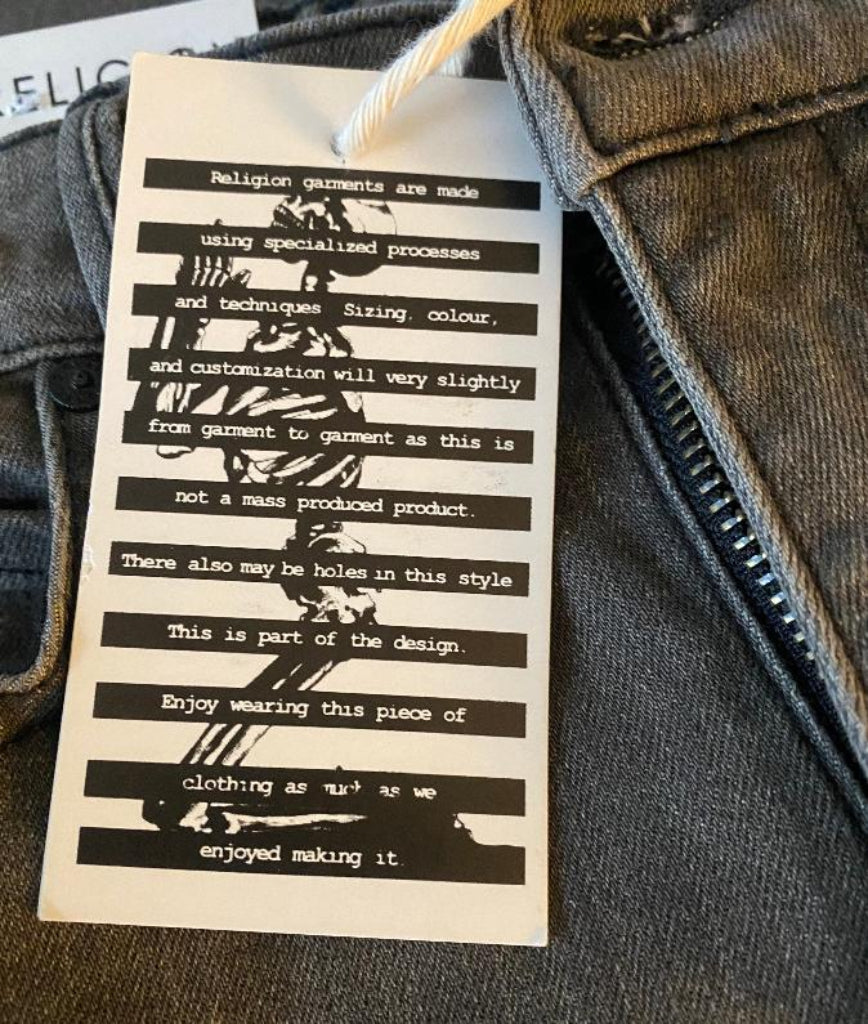 ELIG
Religion garments are made
using specialized processes
and techniques Sizing, colour,
and customization will very slightly
from garment to garment as this is
not a mass produced product.
There also may be holes in this style
This is part of the design.
Enjoy wearing this piece of
clothing as much as we
enjoyed making it.